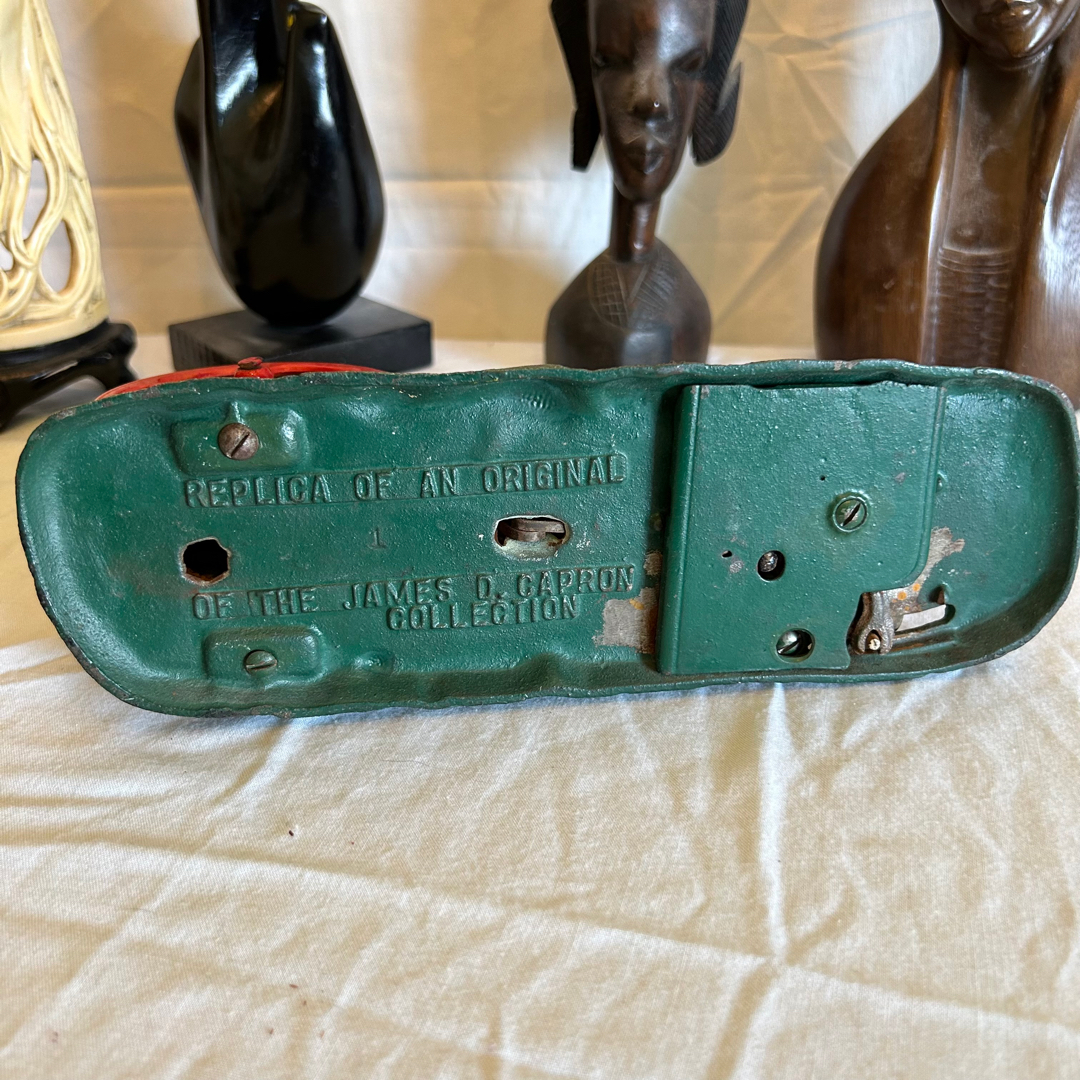 REPLICA OF AN ORIGINAL
1
OF THE JAMES D. CAPRON
COLLECTION